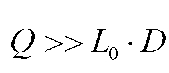 Q >> L₀ · D